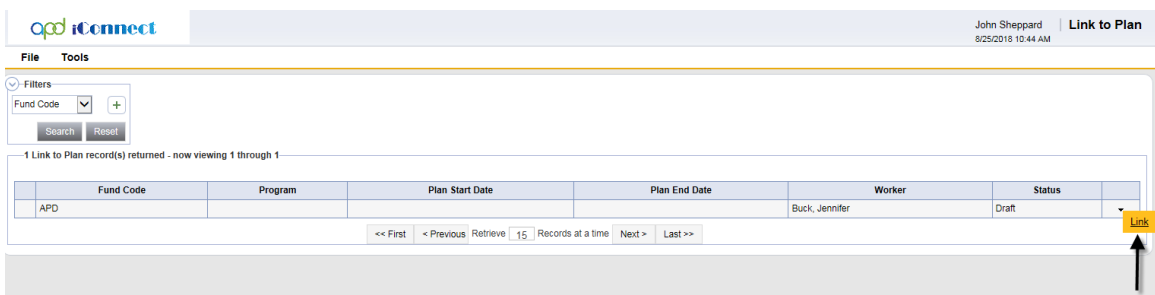 apd iConnect
John Sheppard | Link to Plan
8/25/2018 10:44 AM
File Tools
Filters
Fund Code +
Search Reset
1 Link to Plan record(s) returned - now viewing 1 through 1
Fund Code Program Plan Start Date Plan End Date Worker Status
APD Buck, Jennifer Draft
Link
<< First < Previous Retrieve 15 Records at a time Next > Last >>